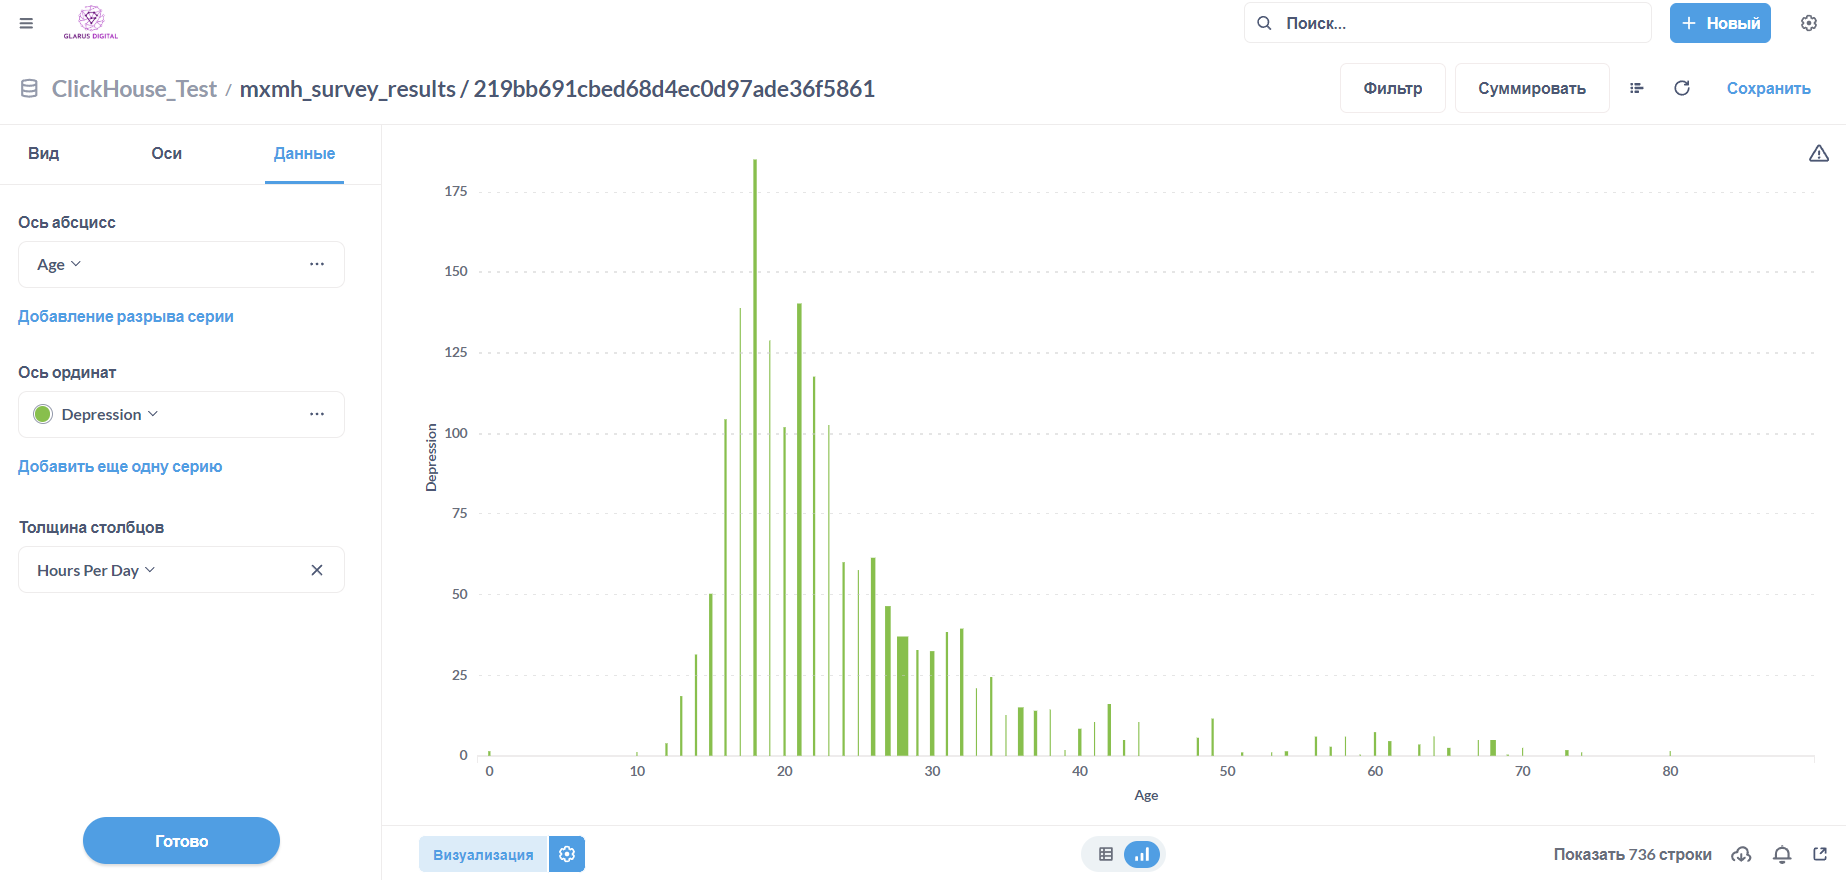 GLARUS DIGITAL
Поиск...
Новый
ClickHouse_Test / mxmh_survey_results / 219bb691cbed68d4ec0d97ade36f5861
Фильтр
Суммировать
Сохранить
Вид
Оси
Данные
Ось абсцисс
Age
Добавление разрыва серии
Ось ординат
Depression
Добавить еще одну серию
Толщина столбцов
Hours Per Day
Готово
175
150
125
100
75
50
25
0
Depression
0 10 20 30 40 50 60 70 80
Age
Визуализация
Показать 736 строки